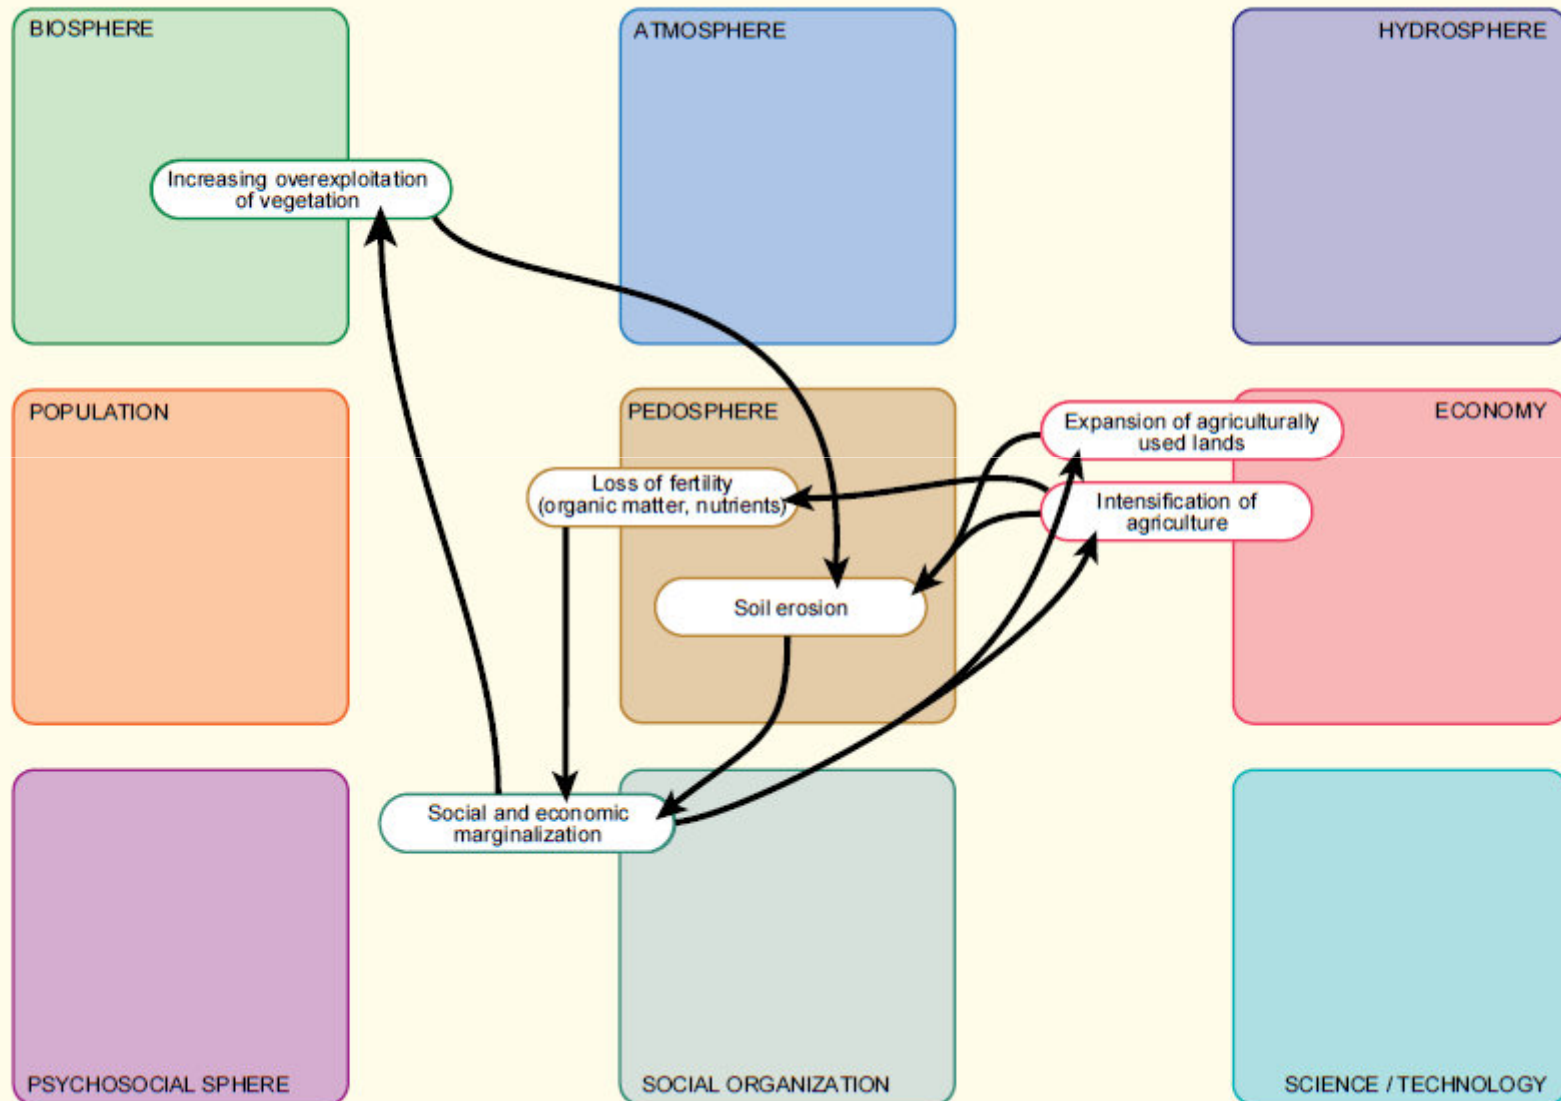 BIOSPHERE
ATMOSPHERE
HYDROSPHERE
Increasing overexploitation
of vegetation
POPULATION
PEDOSPHERE
ECONOMY
Expansion of agriculturally
used lands
Loss of fertility
(organic matter, nutrients)
Intensification of
agriculture
Soil erosion
Social and economic
marginalization
PSYCHOSOCIAL SPHERE
SOCIAL ORGANIZATION
SCIENCE / TECHNOLOGY